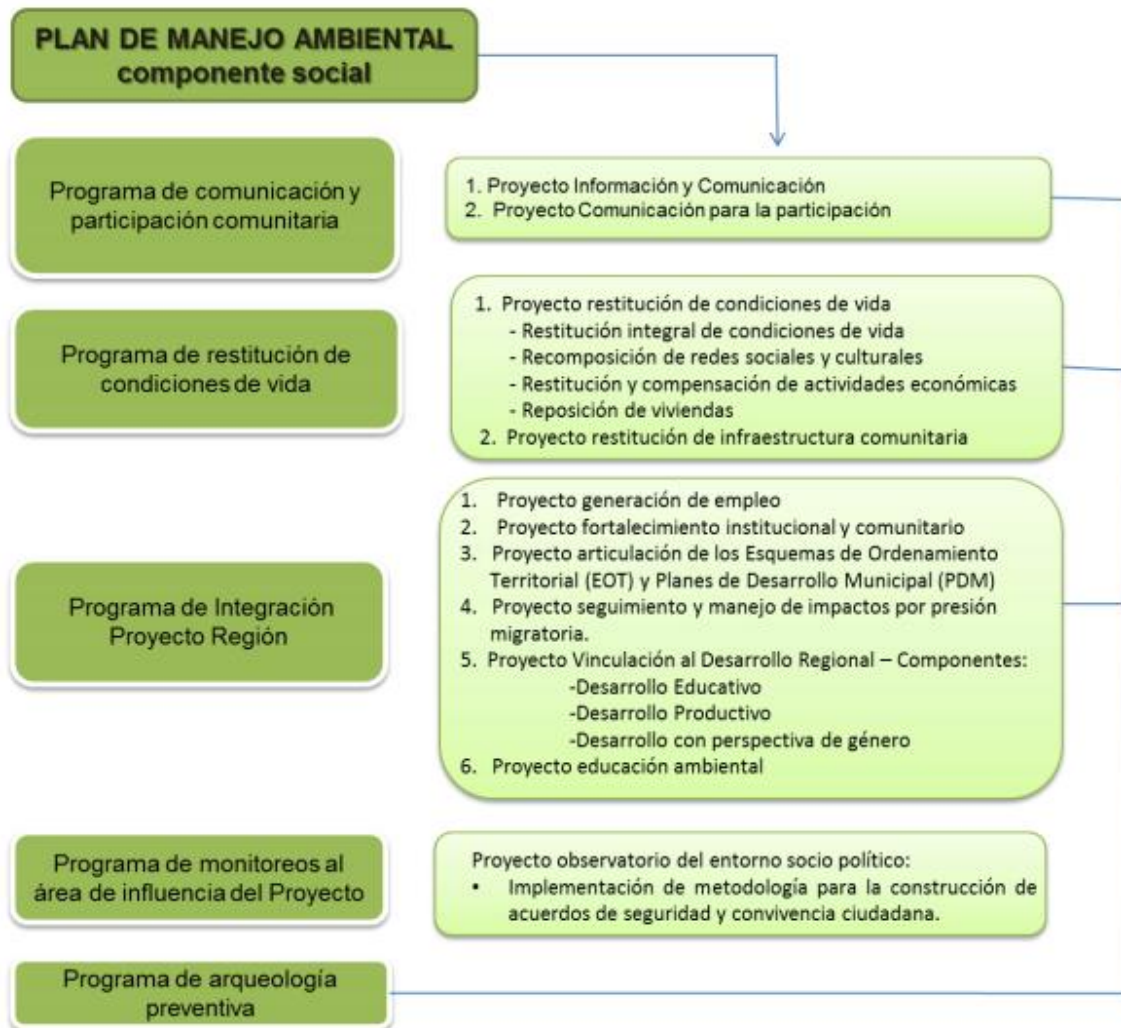 PLAN DE MANEJO AMBIENTAL
componente social
Programa de comunicación y
participación comunitaria
1. Proyecto Información y Comunicación
2. Proyecto Comunicación para la participación
Programa de restitución de
condiciones de vida
1. Proyecto restitución de condiciones de vida
- Restitución integral de condiciones de vida
- Recomposición de redes sociales y culturales
- Restitución y compensación de actividades económicas
- Reposición de viviendas
2. Proyecto restitución de infraestructura comunitaria
Programa de Integración
Proyecto Región
1. Proyecto generación de empleo
2. Proyecto fortalecimiento institucional y comunitario
3. Proyecto articulación de los Esquemas de Ordenamiento
Territorial (EOT) y Planes de Desarrollo Municipal (PDM)
4. Proyecto seguimiento y manejo de impactos por presión
migratoria.
5. Proyecto Vinculación al Desarrollo Regional – Componentes:
-Desarrollo Educativo
-Desarrollo Productivo
-Desarrollo con perspectiva de género
6. Proyecto educación ambiental
Programa de monitoreos al
área de influencia del Proyecto
Proyecto observatorio del entorno socio político:
• Implementación de metodología para la construcción de
acuerdos de seguridad y convivencia ciudadana.
Programa de arqueología
preventiva